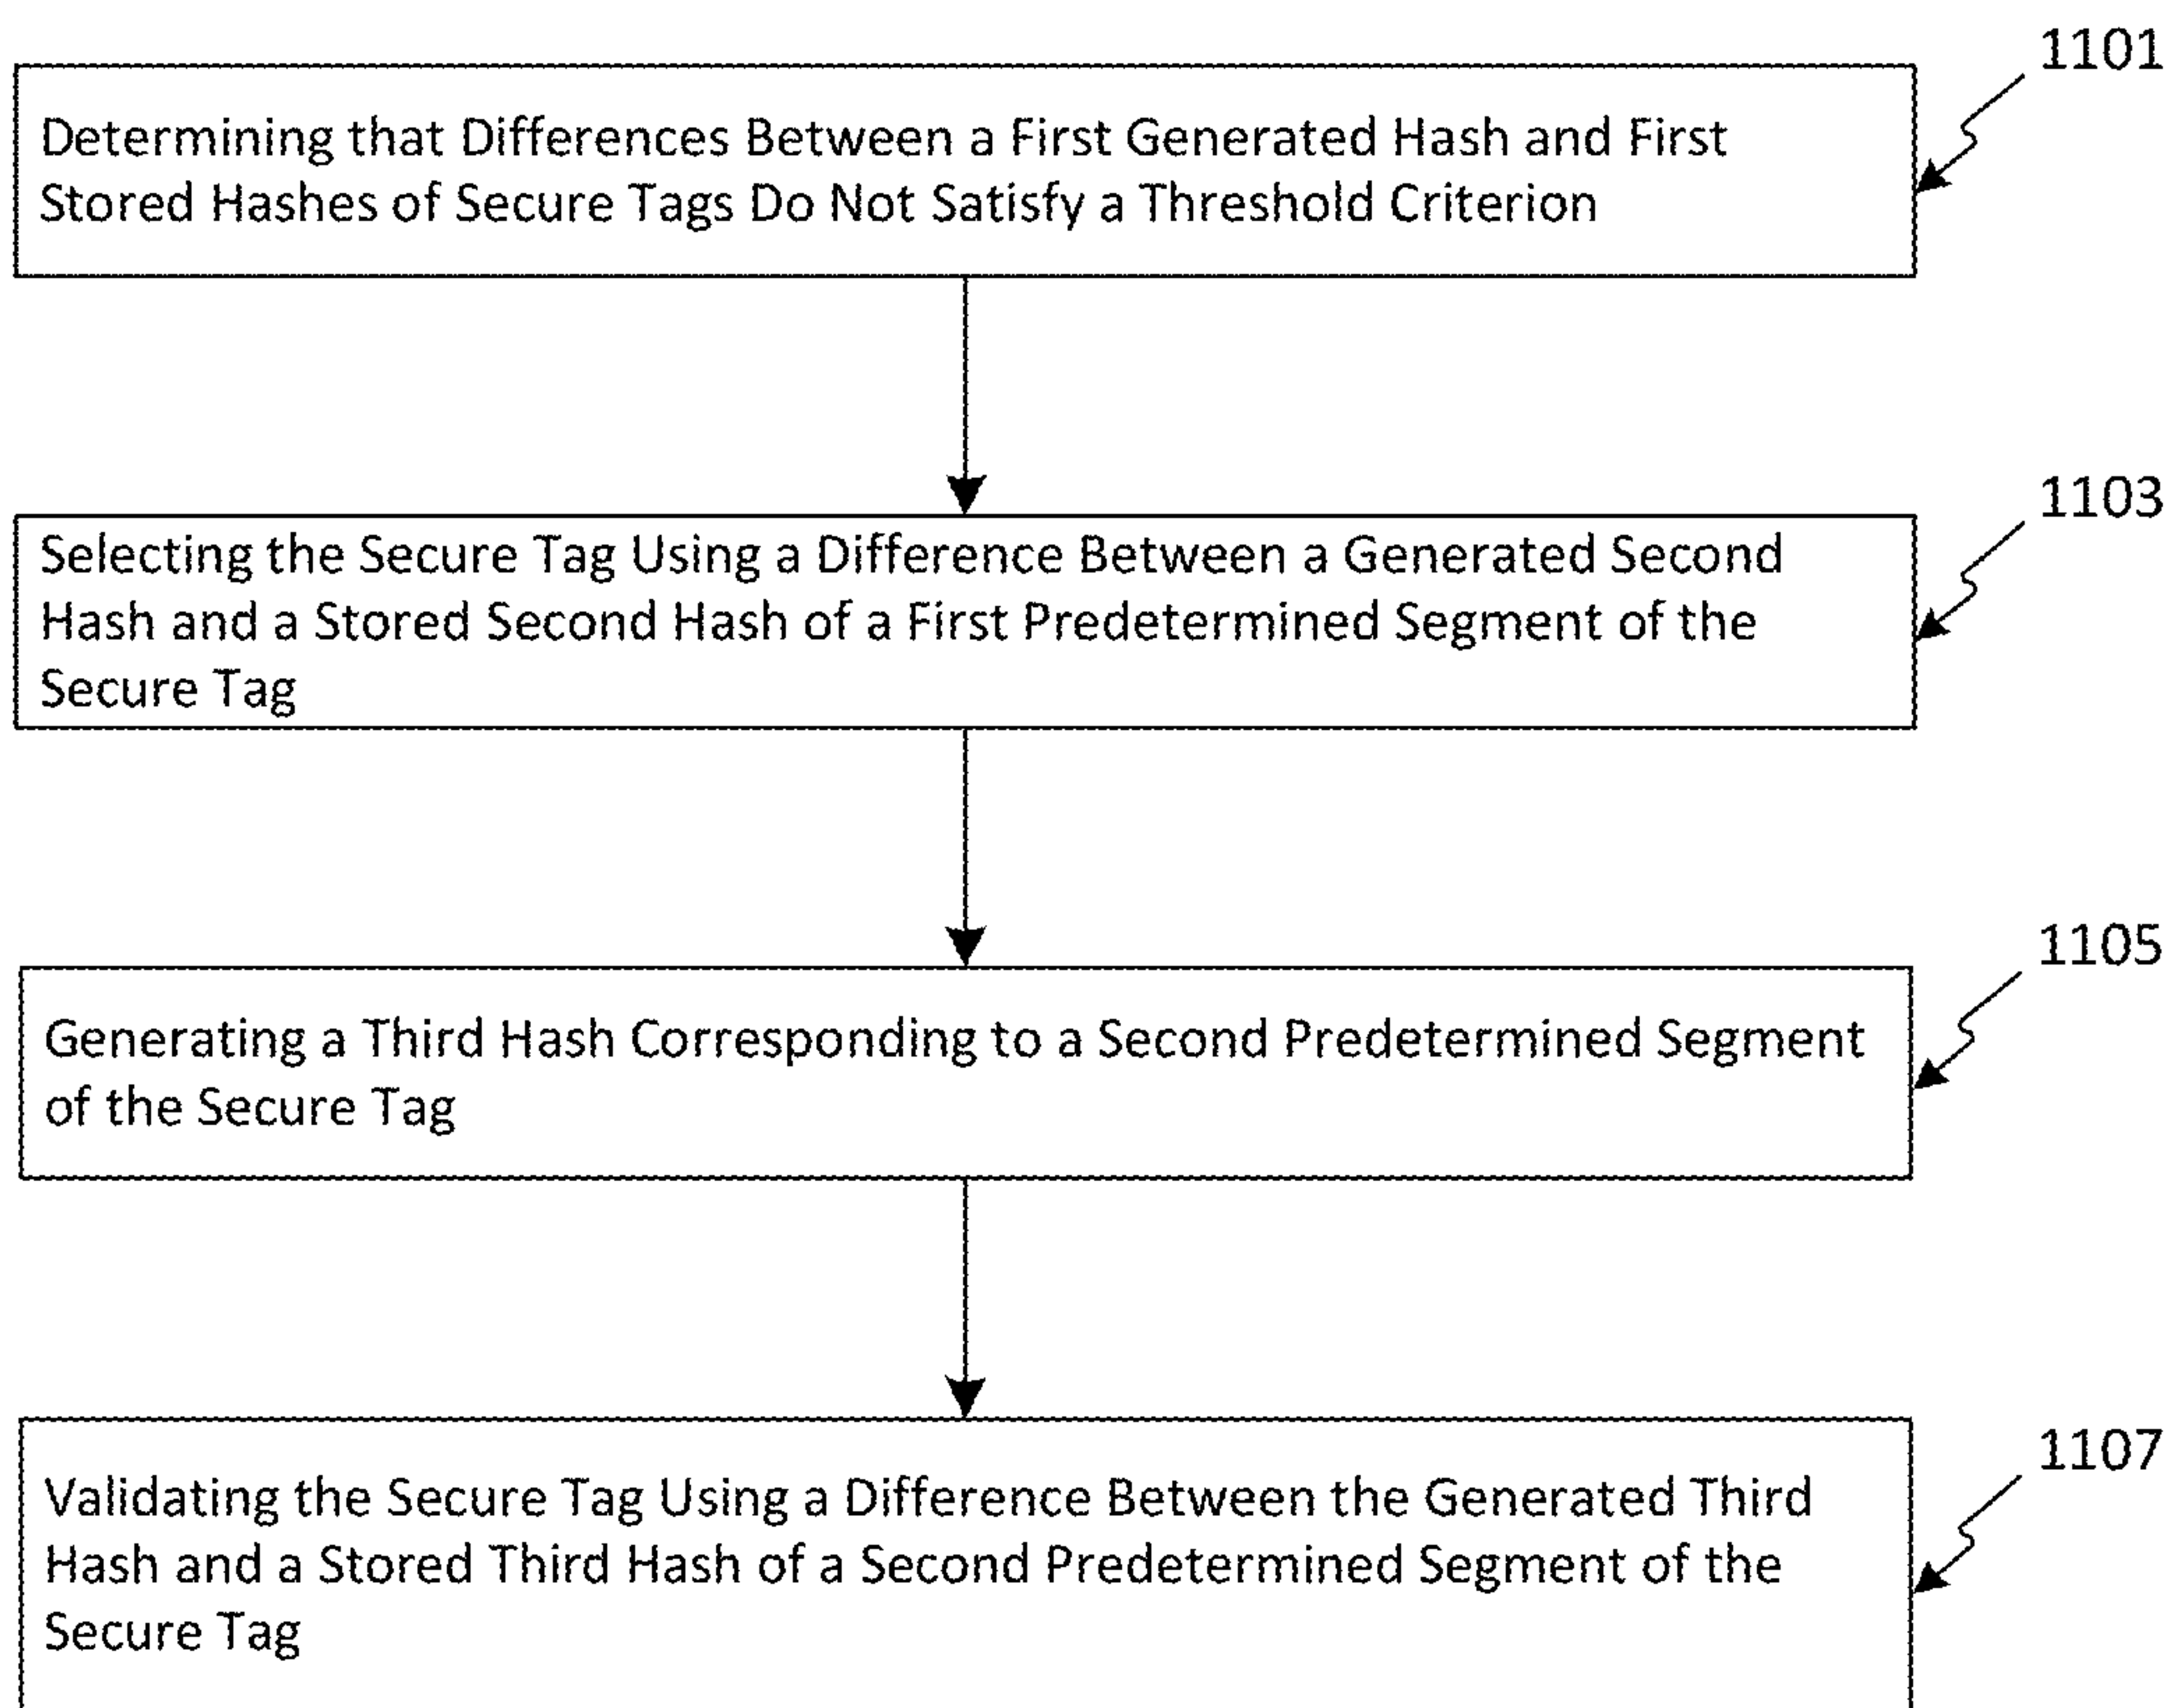 1101
Determining that Differences Between a First Generated Hash and First
Stored Hashes of Secure Tags Do Not Satisfy a Threshold Criterion
1103
Selecting the Secure Tag Using a Difference Between a Generated Second
Hash and a Stored Second Hash of a First Predetermined Segment of the
Secure Tag
1105
Generating a Third Hash Corresponding to a Second Predetermined Segment
of the Secure Tag
1107
Validating the Secure Tag Using a Difference Between the Generated Third
Hash and a Stored Third Hash of a Second Predetermined Segment of the
Secure Tag